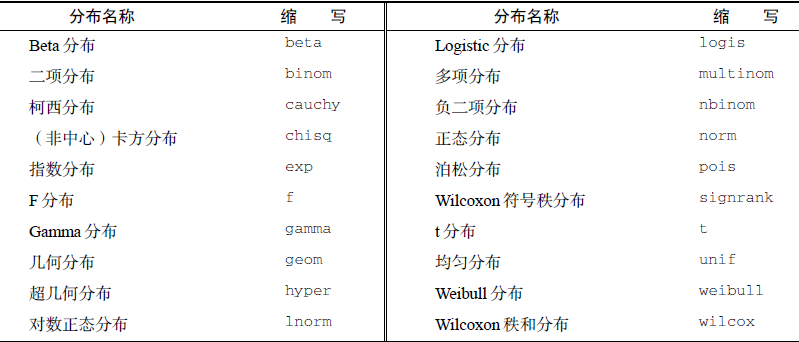 分布名称 缩 写 分布名称 缩 写
Beta 分布 beta Logistic 分布 logis
二项分布 binom 多项分布 multinom
柯西分布 cauchy 负二项分布 nbinom
（非中心）卡方分布 chisq 正态分布 norm
指数分布 exp 泊松分布 pois
F 分布 f Wilcoxon 符号秩分布 signrank
Gamma 分布 gamma t 分布 t
几何分布 geom 均匀分布 unif
超几何分布 hyper Weibull 分布 weibull
对数正态分布 lnorm Wilcoxon 秩和分布 wilcox